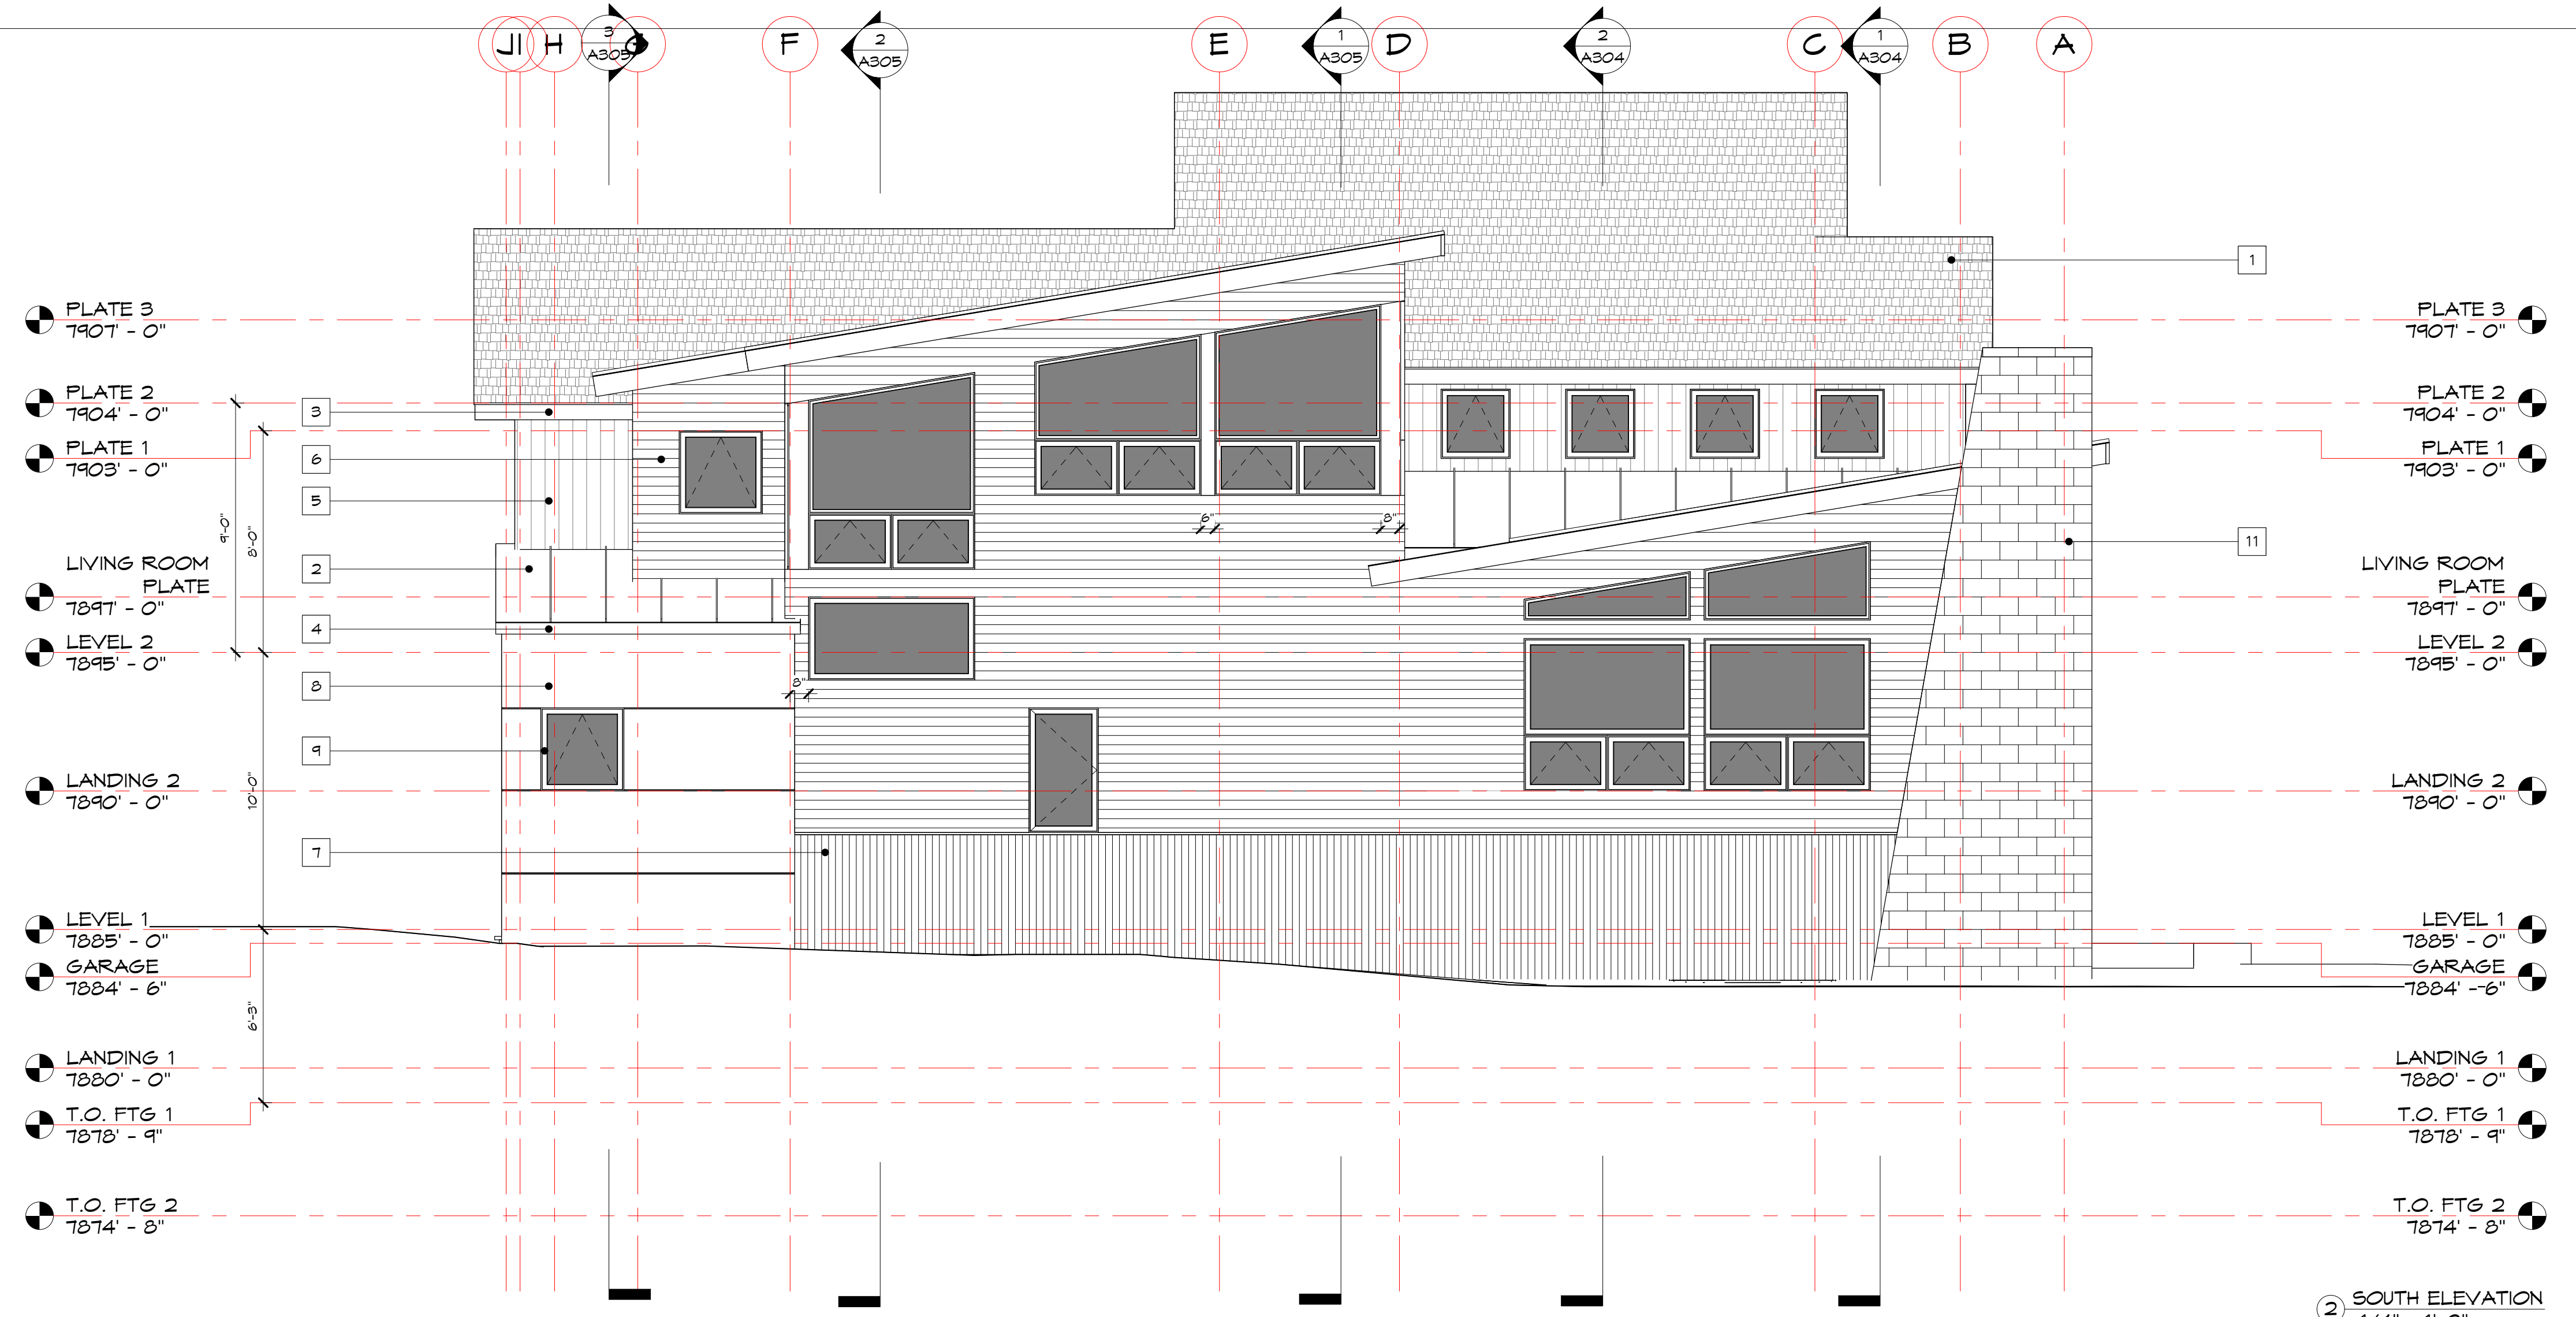 J I H 3 G F 2 E 1 D 2 C 1 B A
A305 A305 A305 A304 A304
1
PLATE 3
7907' - 0"
PLATE 3
7907' - 0"
PLATE 2
7904' - 0"
3
PLATE 2
7904' - 0"
PLATE 1
7903' - 0"
6
PLATE 1
7903' - 0"
5
9'-0"
8'-0"
6"
8"
11
LIVING ROOM
PLATE
7897' - 0"
2
LIVING ROOM
PLATE
7897' - 0"
4
LEVEL 2
7895' - 0"
LEVEL 2
7895' - 0"
8
8"
9
LANDING 2
7890' - 0"
10'-0"
LANDING 2
7890' - 0"
7
LEVEL 1
7885' - 0"
LEVEL 1
7885' - 0"
GARAGE
7884' - 6"
GARAGE
7884' - 6"
6'-3"
LANDING 1
7880' - 0"
LANDING 1
7880' - 0"
T.O. FTG 1
7878' - 9"
T.O. FTG 1
7878' - 9"
T.O. FTG 2
7874' - 8"
T.O. FTG 2
7874' - 8"
2 SOUTH ELEVATION